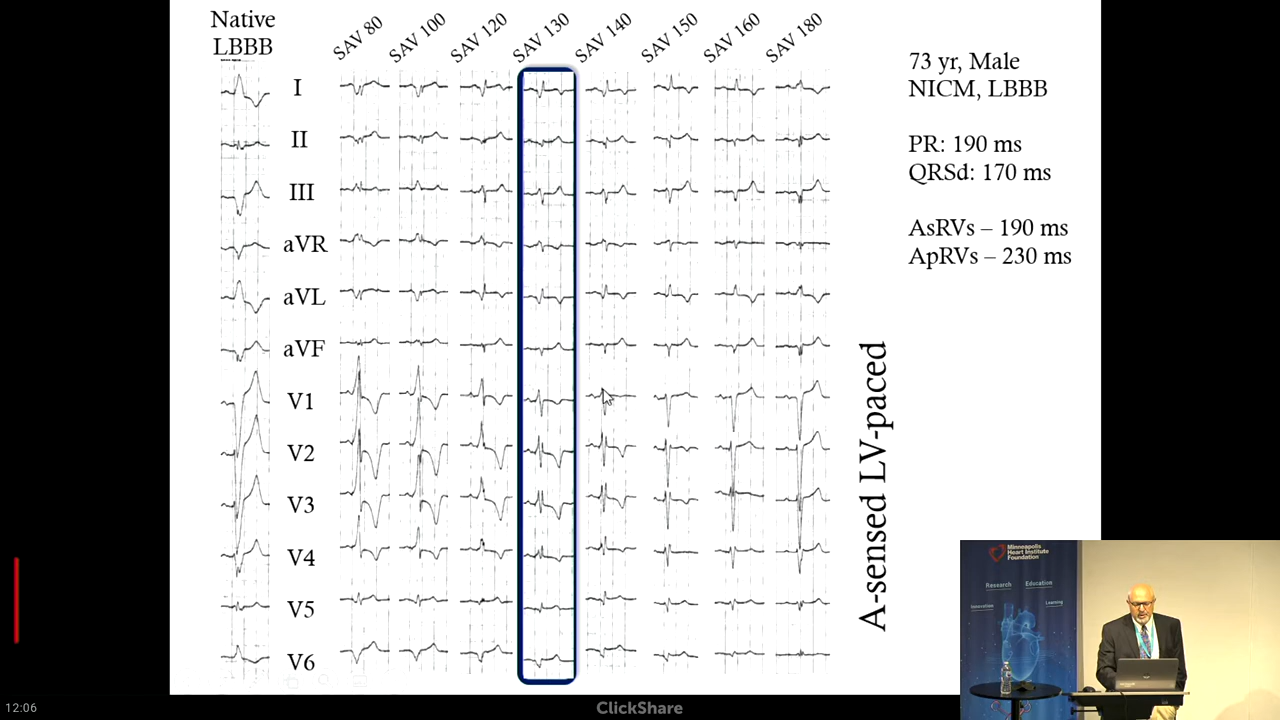 Native
LBBB
SAV 80
SAV 100
SAV 120
SAV 130
SAV 140
SAV 150
SAV 160
SAV 180
I
II
III
aVR
aVL
aVF
V1
V2
V3
V4
V5
V6
73 yr, Male
NICM, LBBB
PR: 190 ms
QRSd: 170 ms
AsRVs – 190 ms
ApRVs – 230 ms
A-sensed LV-paced
Minneapolis
Heart Institute
Foundation
Research
Education
Innovation
Learning
12:06
ClickShare